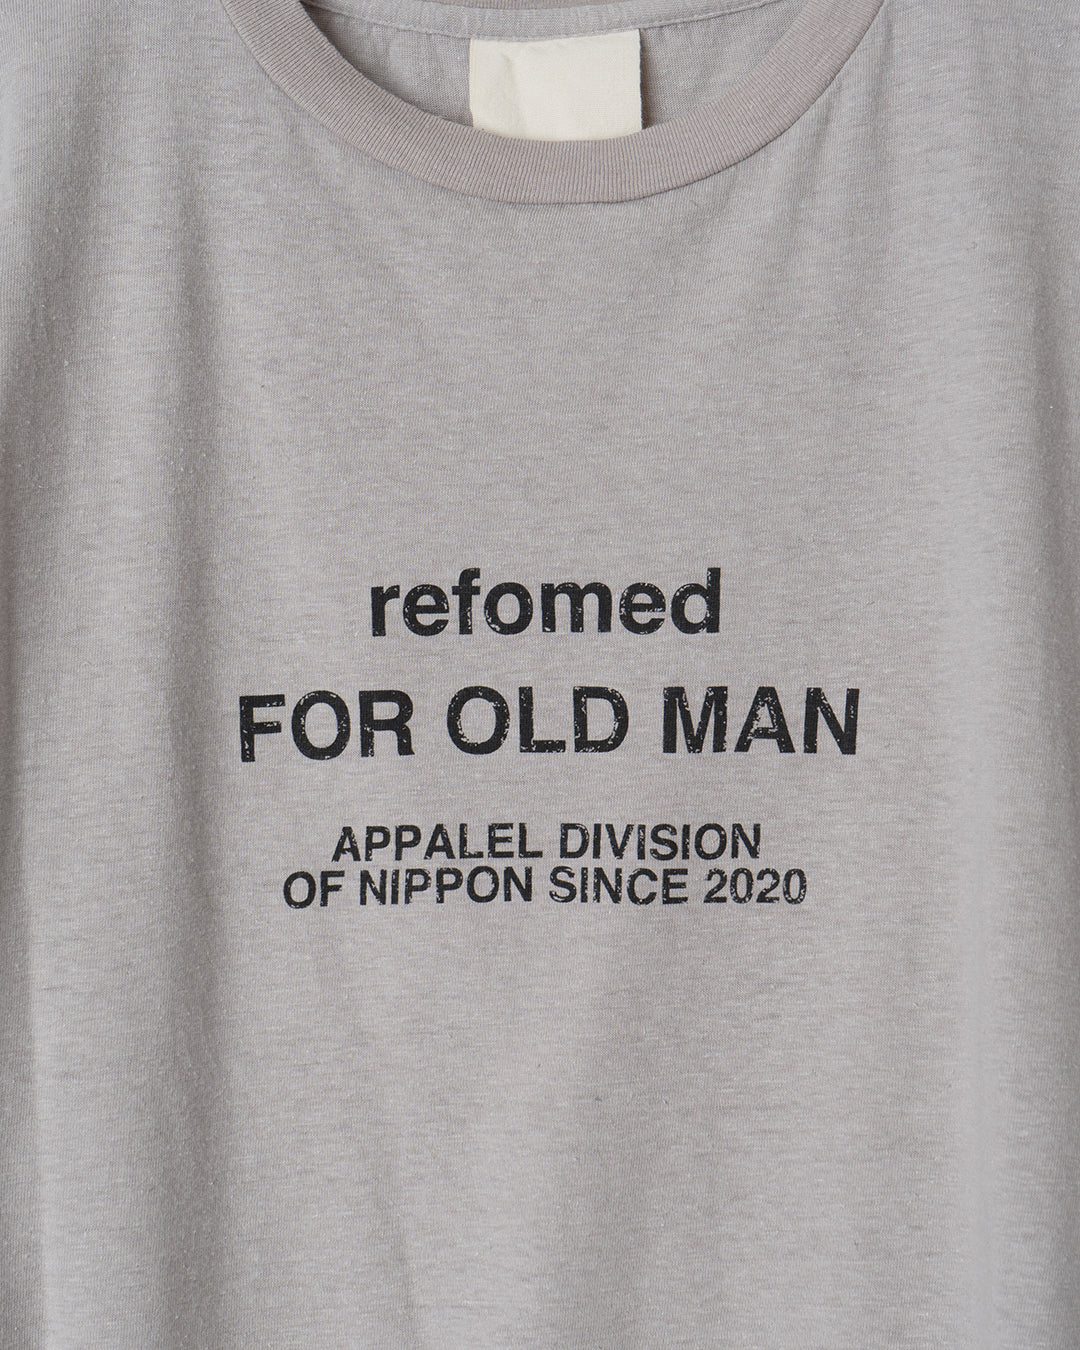 refomed
FOR OLD MAN
APPALEL DIVISION
OF NIPPON SINCE 2020